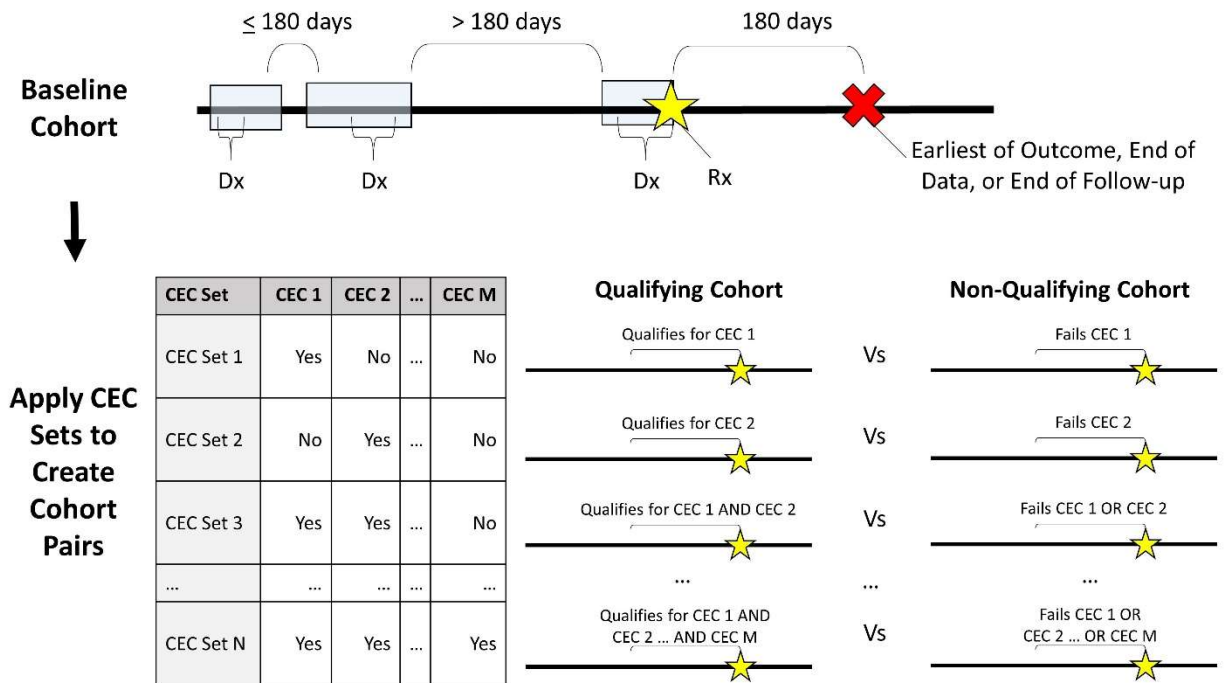 ≤ 180 days
> 180 days
180 days
Baseline
Cohort
Dx
Dx
Dx
Rx
Earliest of Outcome, End of
Data, or End of Follow-up
CEC Set CEC 1 CEC 2 ... CEC M
CEC Set 1 Yes No ... No
CEC Set 2 No Yes ... No
CEC Set 3 Yes Yes ... No
... ... ... ... ...
CEC Set N Yes Yes ... Yes
Apply CEC
Sets to
Create
Cohort
Pairs
Qualifying Cohort
Non-Qualifying Cohort
Qualifies for CEC 1
Vs
Fails CEC 1
Qualifies for CEC 2
Vs
Fails CEC 2
Qualifies for CEC 1 AND CEC 2
Vs
Fails CEC 1 OR CEC 2
...
...
...
Qualifies for CEC 1 AND
CEC 2 ... AND CEC M
Vs
Fails CEC 1 OR
CEC 2 ... OR CEC M